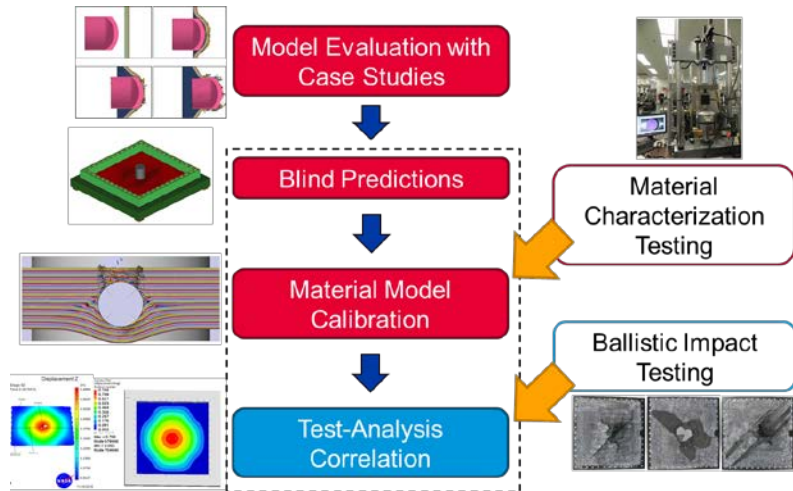 Model Evaluation with
Case Studies
Blind Predictions
Material
Characterization
Testing
Material Model
Calibration
Ballistic Impact
Testing
Displacement Z
Test-Analysis
Correlation